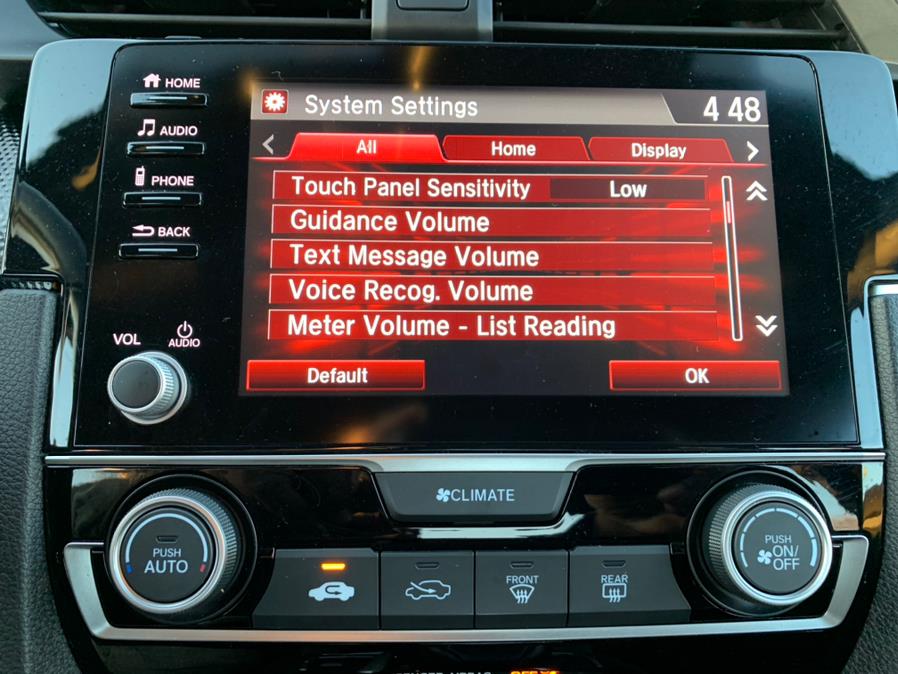 HOME
AUDIO
PHONE
BACK
VOL
AUDIO
System Settings
4 48
All
Home
Display
Touch Panel Sensitivity Low
Guidance Volume
Text Message Volume
Voice Recog. Volume
Meter Volume - List Reading
Default
OK
CLIMATE
PUSH
AUTO
FRONT
REAR
PUSH
ON/
OFF
OFF